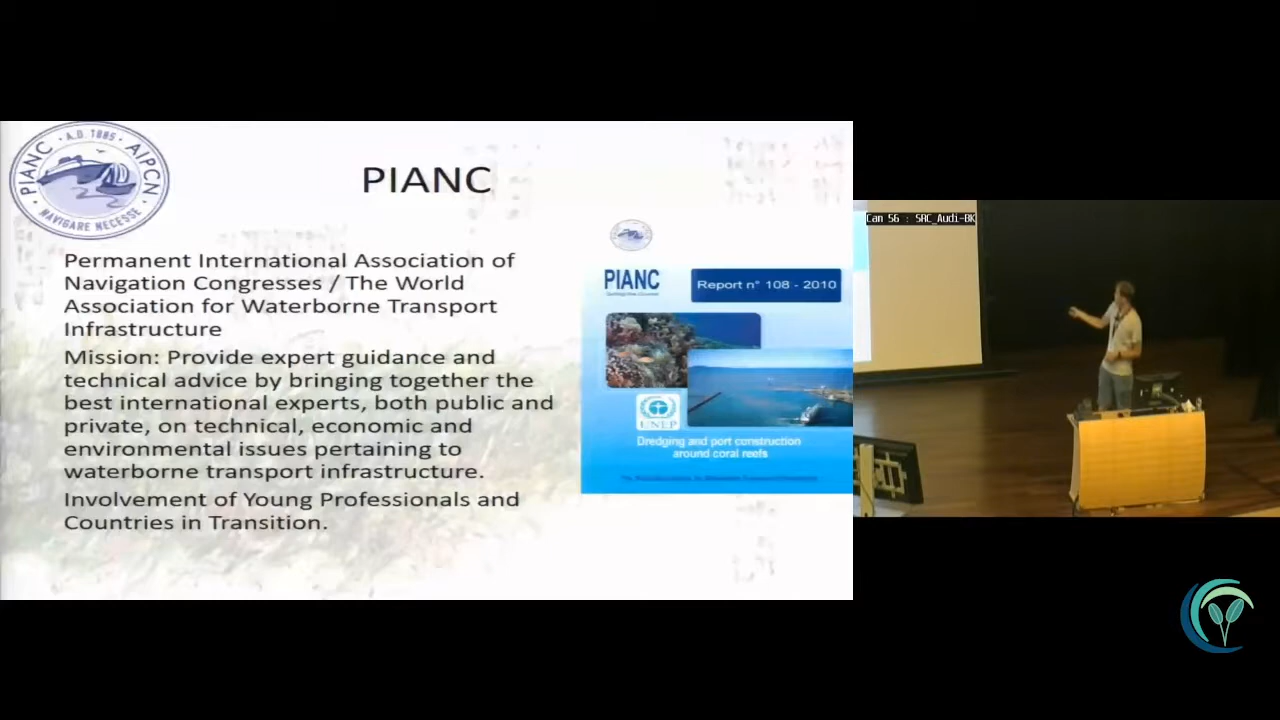 PIANC · A.D. 1885 · AIPCN
NAVIGARE NECESSE
PIANC
Permanent International Association of
Navigation Congresses / The World
Association for Waterborne Transport
Infrastructure
Mission: Provide expert guidance and
technical advice by bringing together the
best international experts, both public and
private, on technical, economic and
environmental issues pertaining to
waterborne transport infrastructure.
Involvement of Young Professionals and
Countries in Transition.
PIANC
Report n° 108 - 2010
UNEP
Dredging and port construction
around coral reefs
Cam 56 : SRC_Audi-BK